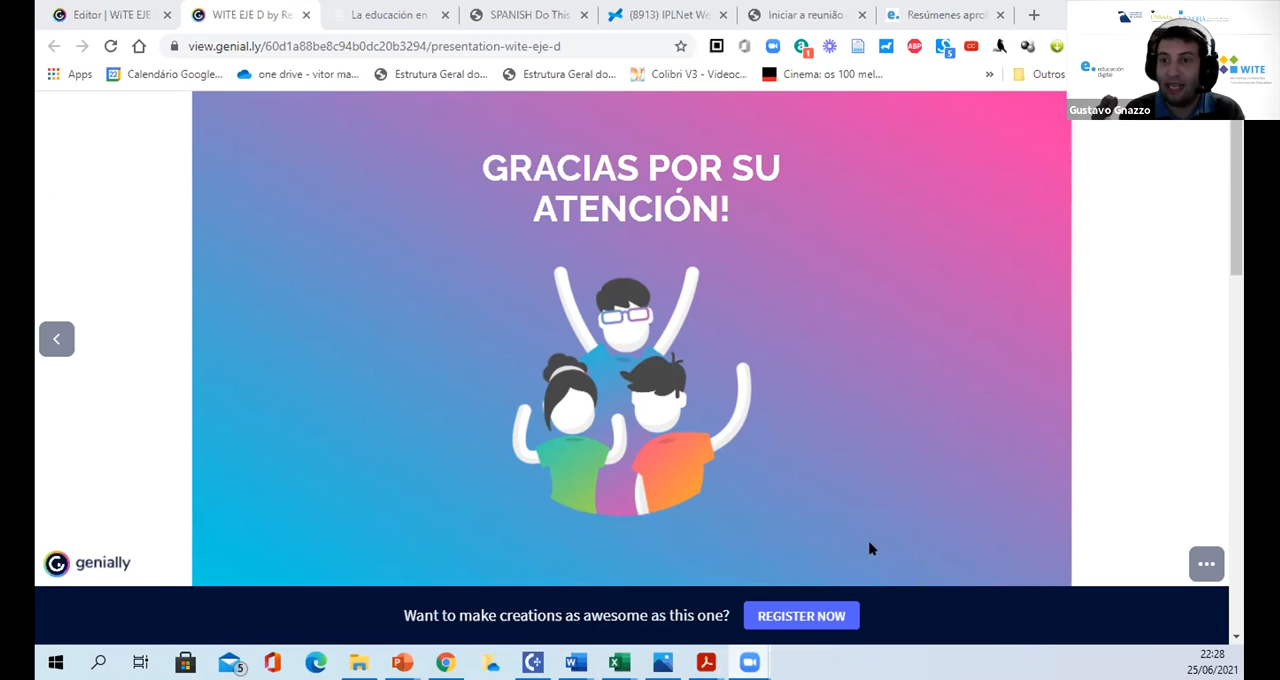 Editor | WITE EJE
WITE EJE D by Re
La educación en
SPANISH Do This
(8913) IPLNet We
Iniciar a reunião
Resúmenes apro
view.genial.ly/60d1a88be8c94b0dc20b3294/presentation-wite-eje-d
Apps
Calendário Google...
one drive - vitor ma...
Estrutura Geral do...
Estrutura Geral do...
Colibri V3 - Videoc...
Cinema: os 100 mel...
»
Outros
educación
digital
WITE
Gustavo Gnazzo
GRACIAS POR SU
ATENCIÓN!
genially
Want to make creations as awesome as this one?
REGISTER NOW
22:28
25/06/2021